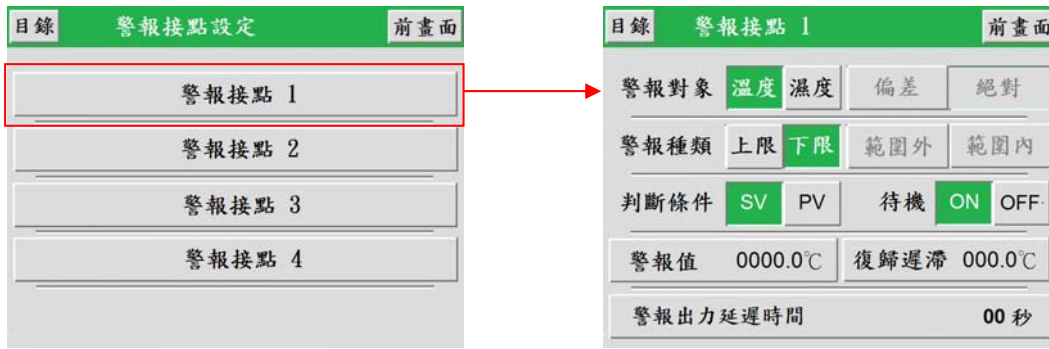 目錄 警報接點設定 前畫面
警報接點 1
警報接點 2
警報接點 3
警報接點 4
目錄 警報接點 1 前畫面
警報對象 溫度 濕度 偏差 絕對
警報種類 上限 下限 範圍外 範圍內
判斷條件 SV PV 待機 ON OFF
警報值 0000.0℃ 復歸遲滯 000.0℃
警報出力延遲時間 00 秒